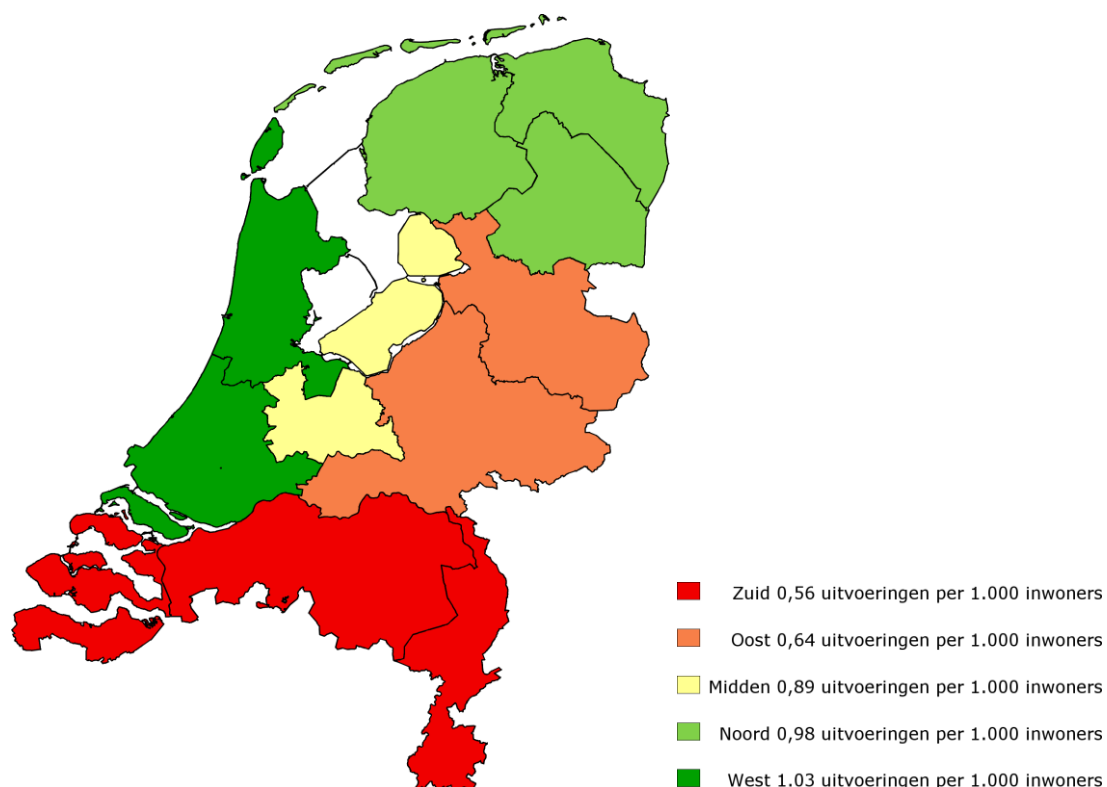 Zuid 0,56 uitvoeringen per 1.000 inwoners
Oost 0,64 uitvoeringen per 1.000 inwoners
Midden 0,89 uitvoeringen per 1.000 inwoners
Noord 0,98 uitvoeringen per 1.000 inwoners
West 1.03 uitvoeringen per 1.000 inwoners